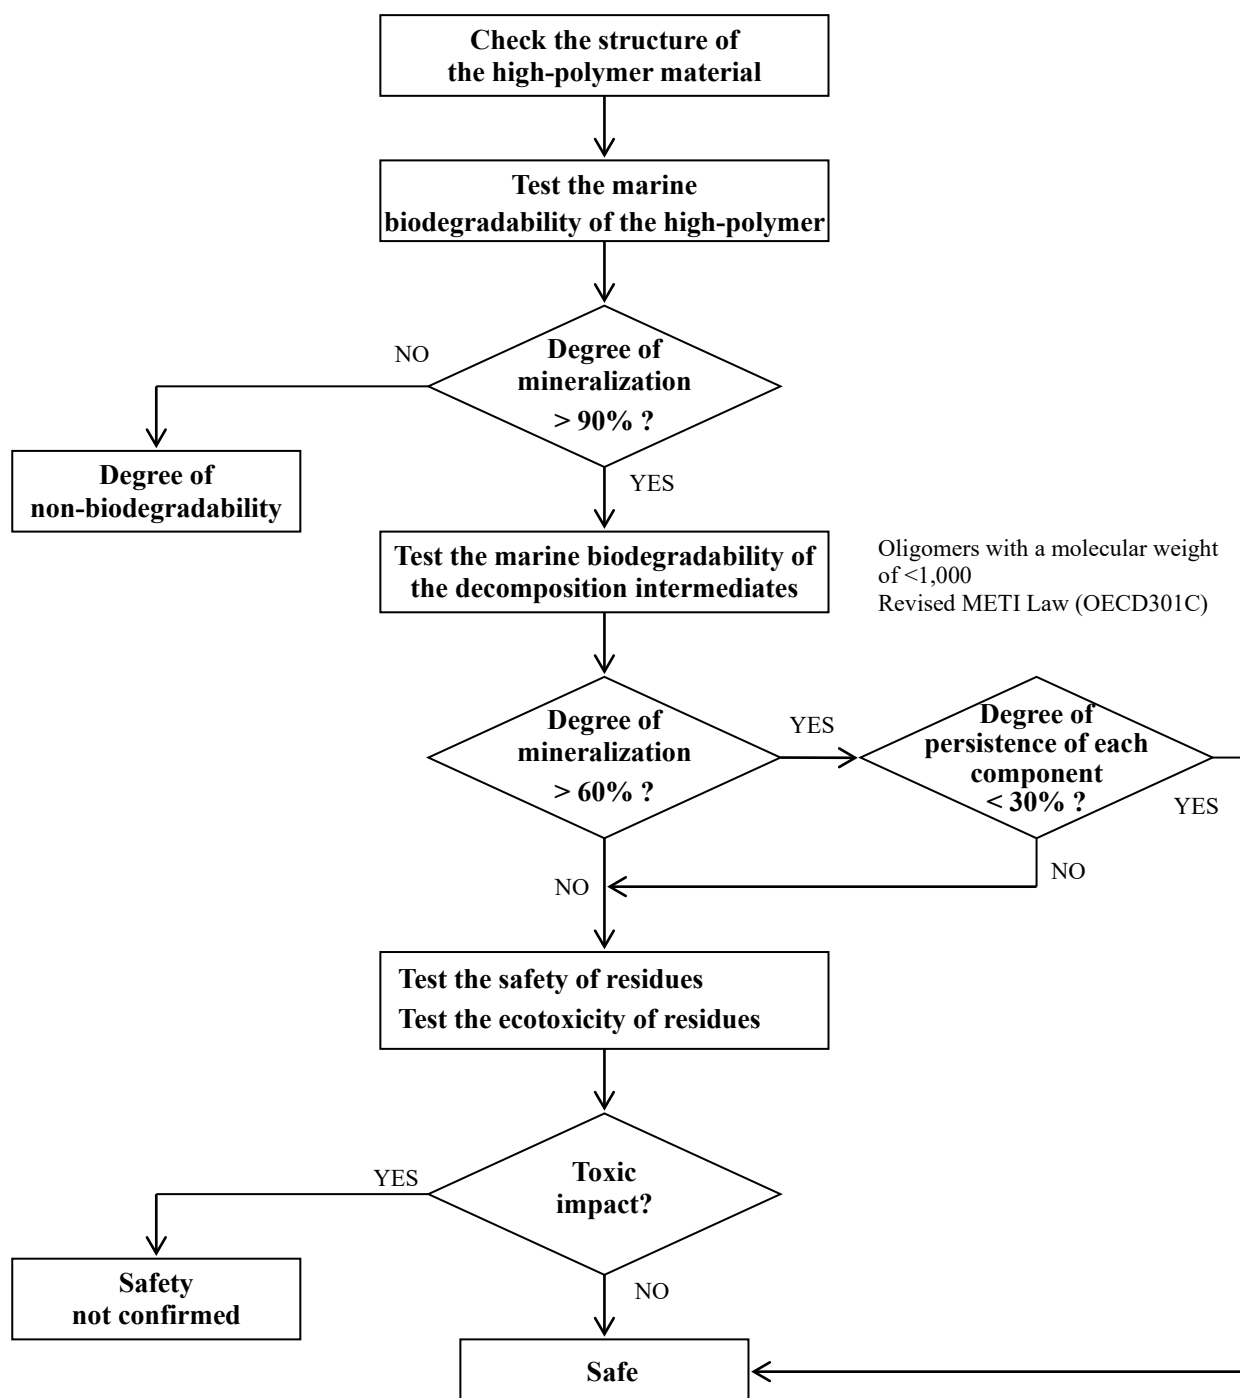 Check the structure of
the high-polymer material
Test the marine
biodegradability of the high-polymer
NO
Degree of
mineralization
> 90% ?
YES
Degree of
non-biodegradability
Test the marine biodegradability of
the decomposition intermediates
Oligomers with a molecular weight
of <1,000
Revised METI Law (OECD301C)
Degree of
mineralization
> 60% ?
YES
Degree of
persistence of each
component
< 30% ?
YES
NO
NO
Test the safety of residues
Test the ecotoxicity of residues
YES
Toxic
impact?
Safety
not confirmed
NO
Safe